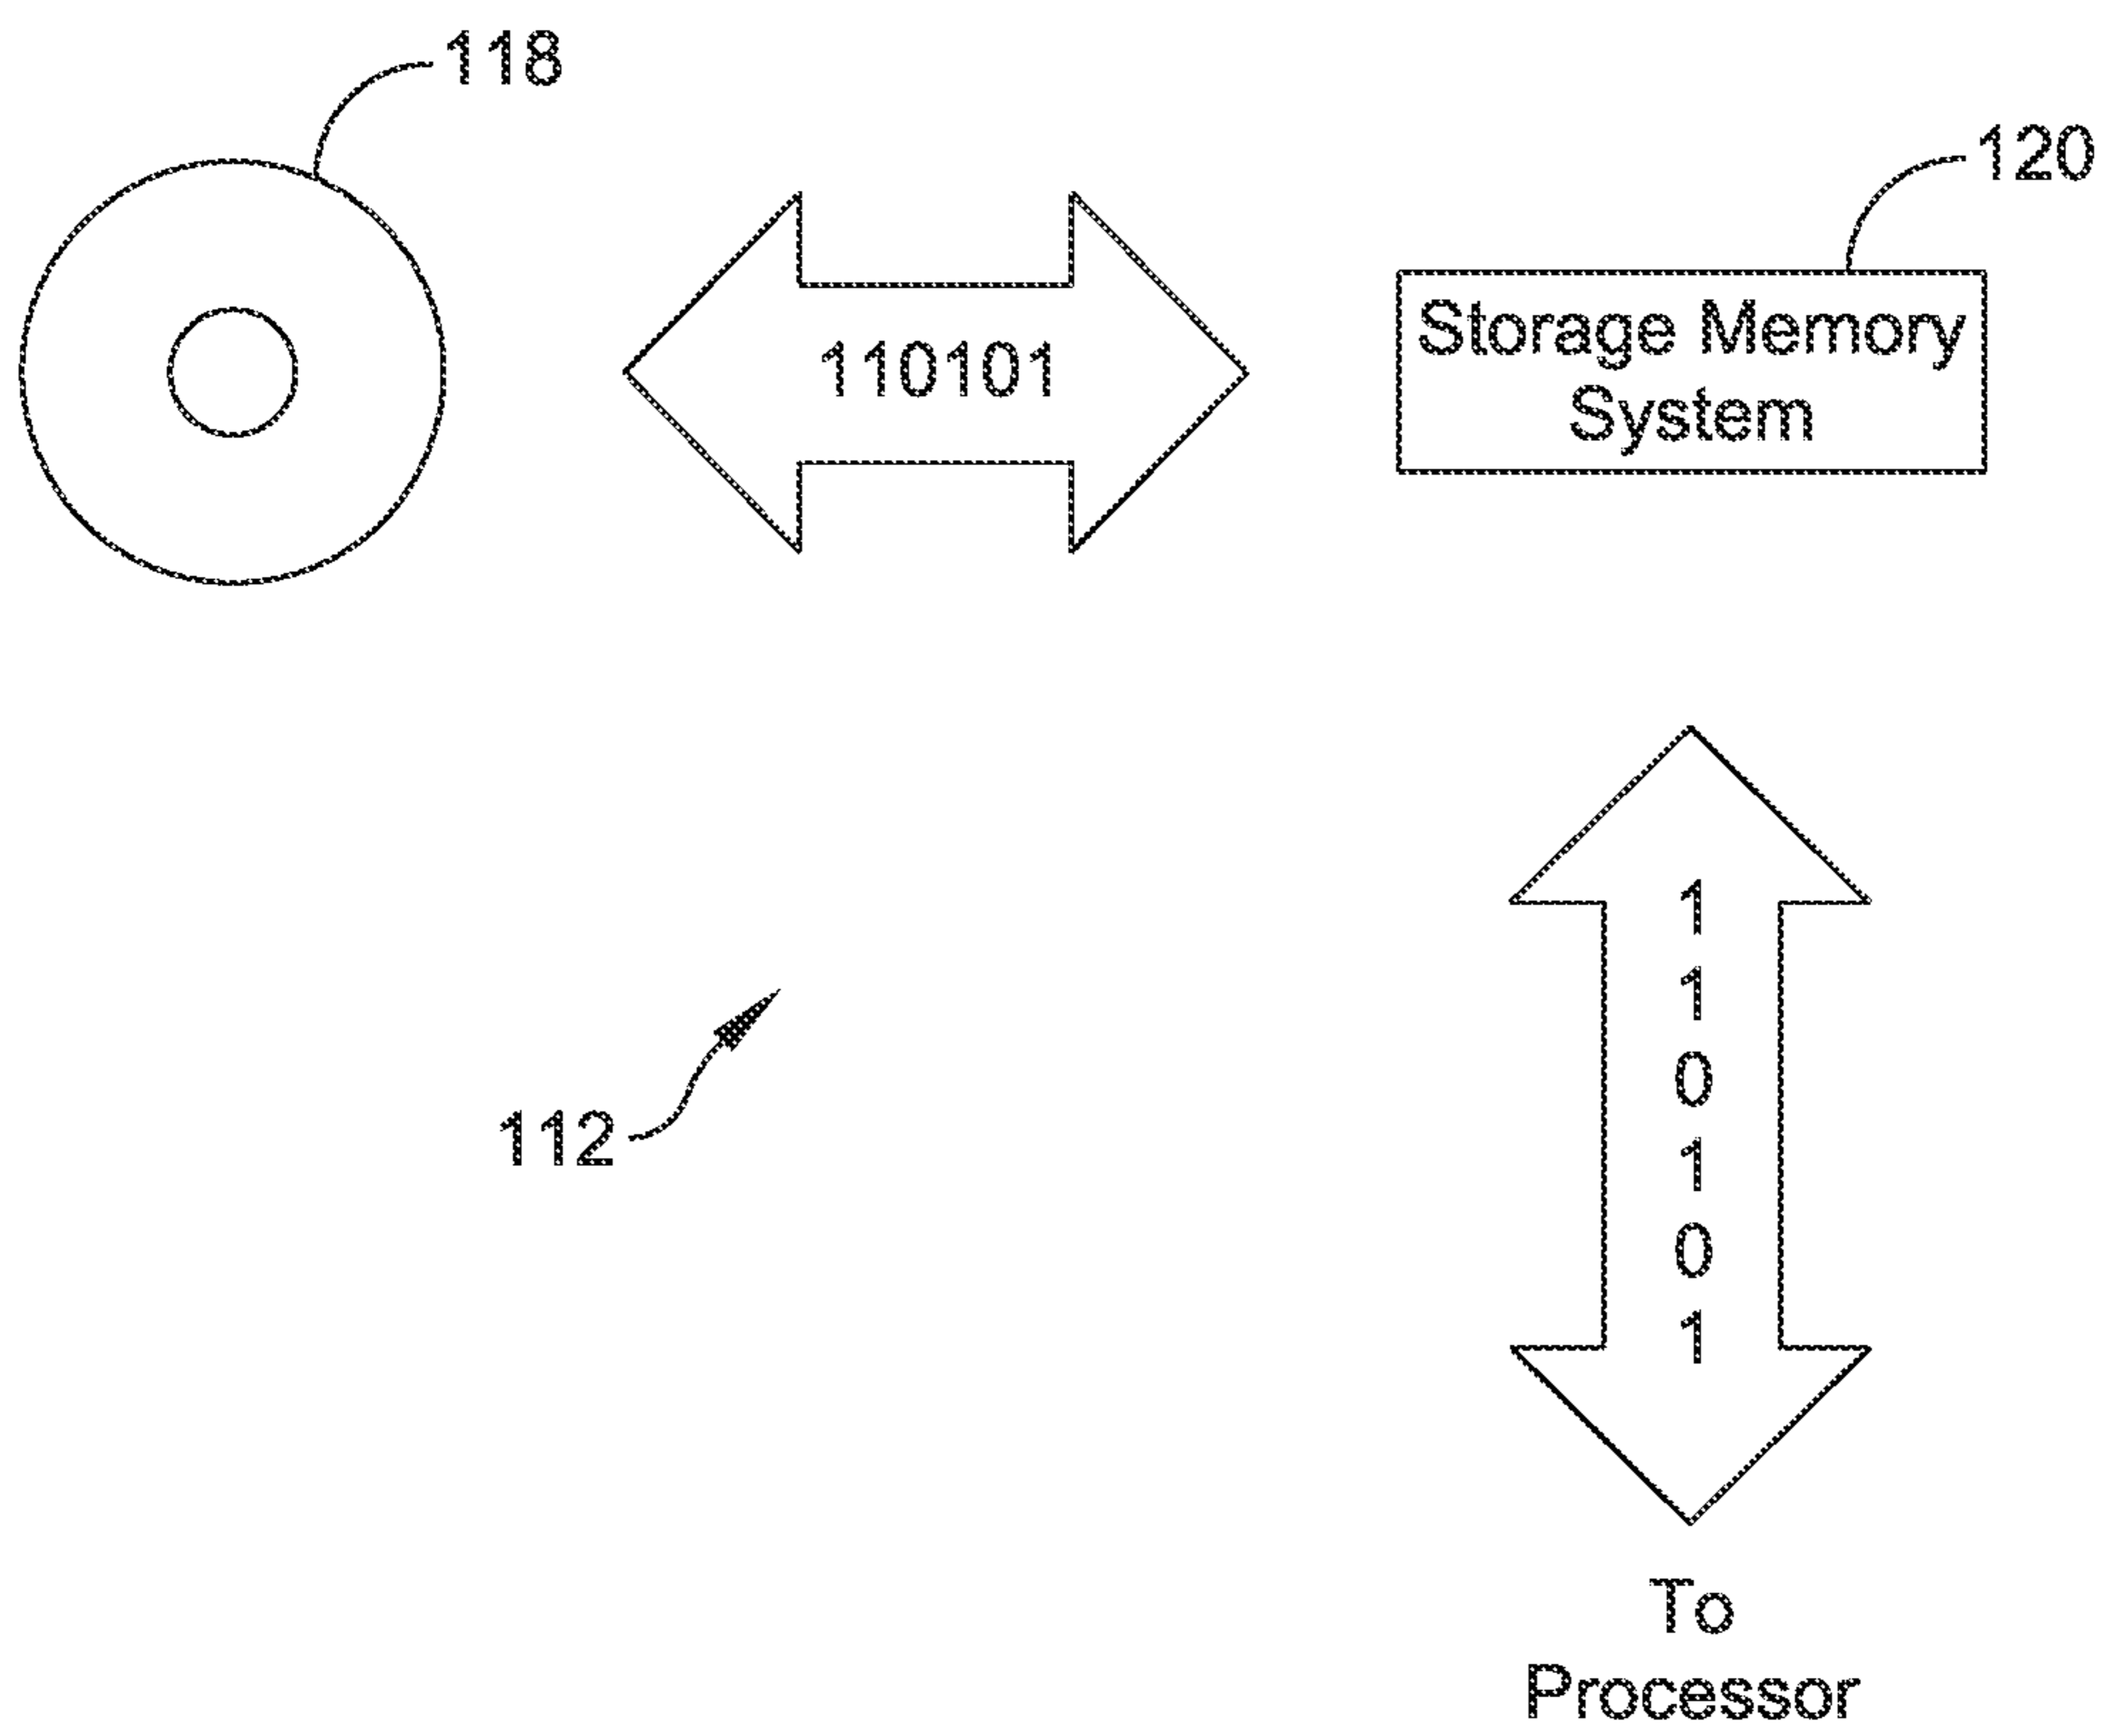 118
120
110101
Storage Memory
System
1
1
0
1
0
1
112
To
Processor